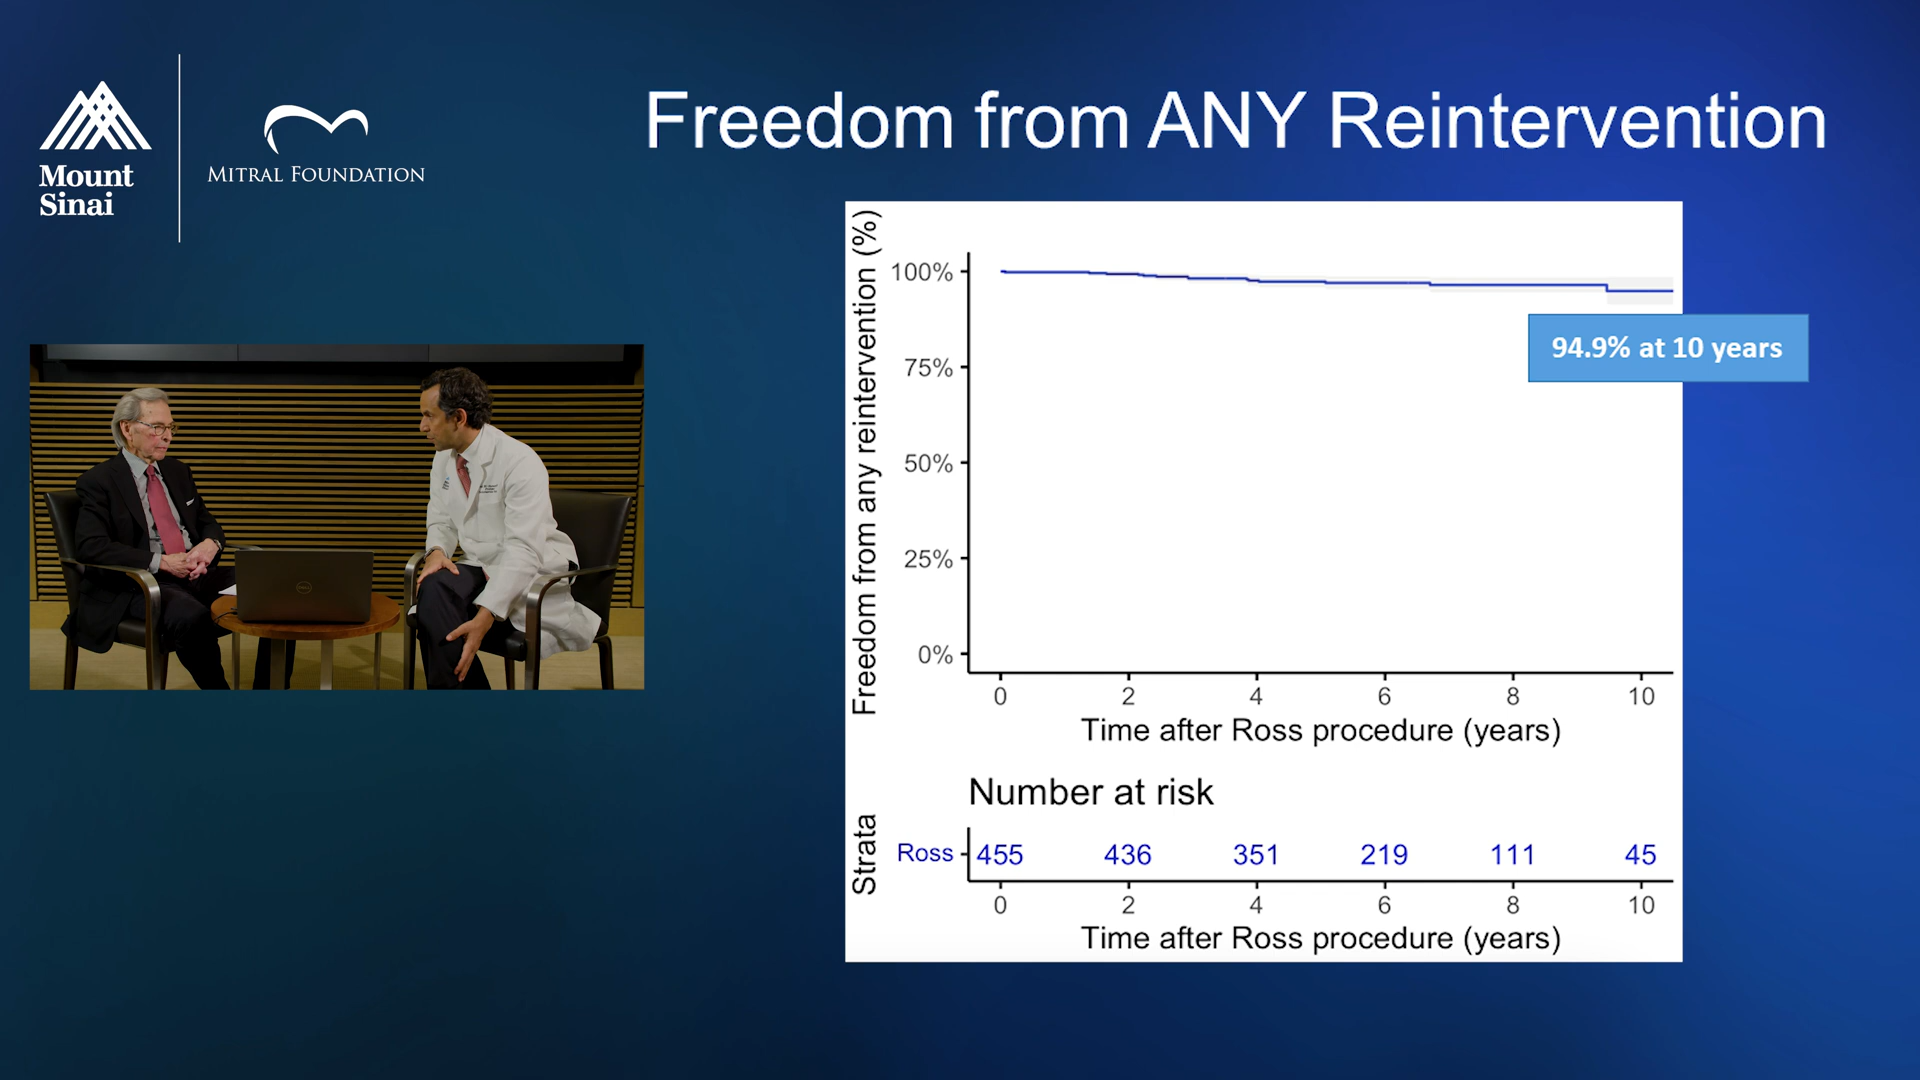 Mount
Sinai
MITRAL FOUNDATION
Freedom from ANY Reintervention
Freedom from any reintervention (%)
100%
75%
50%
25%
0%
94.9% at 10 years
0 2 4 6 8 10
Time after Ross procedure (years)
Number at risk
Strata
Ross 455 436 351 219 111 45
0 2 4 6 8 10
Time after Ross procedure (years)
DELL